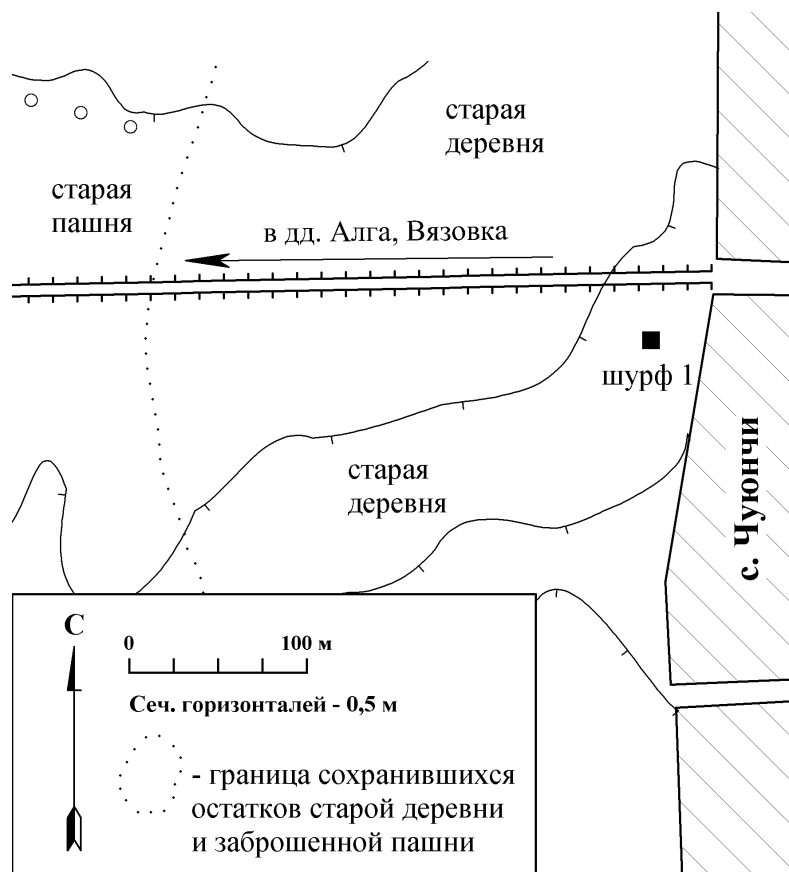 старая
деревня
старая
пашня
в дд. Алга, Вязовка
шурф 1
с. Чуюнчи
старая
деревня
С
0 100 м
Сеч. горизонталей - 0,5 м
- граница сохранившихся
остатков старой деревни
и заброшенной пашни